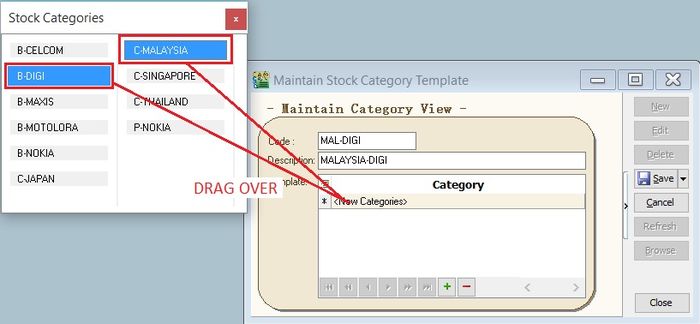 Stock Categories
x
B-CELCOM
B-DIGI
B-MAXIS
B-MOTOLORA
B-NOKIA
C-JAPAN
C-MALAYSIA
C-SINGAPORE
C-THAILAND
P-NOKIA
DRAG OVER
Maintain Stock Category Template
- Maintain Category View -
Code :
MAL-DIGI
Description:
MALAYSIA-DIGI
mplate:
Category
* <New Categories>
New
Edit
Delete
Save
Cancel
Refresh
Browse
Close